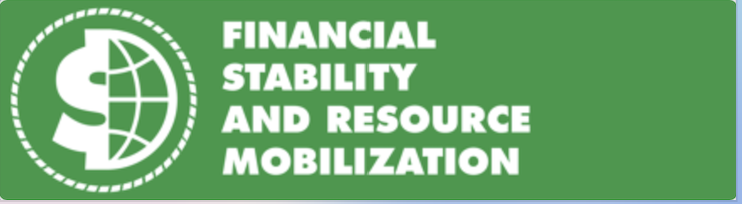 FINANCIAL
STABILITY
AND RESOURCE
MOBILIZATION